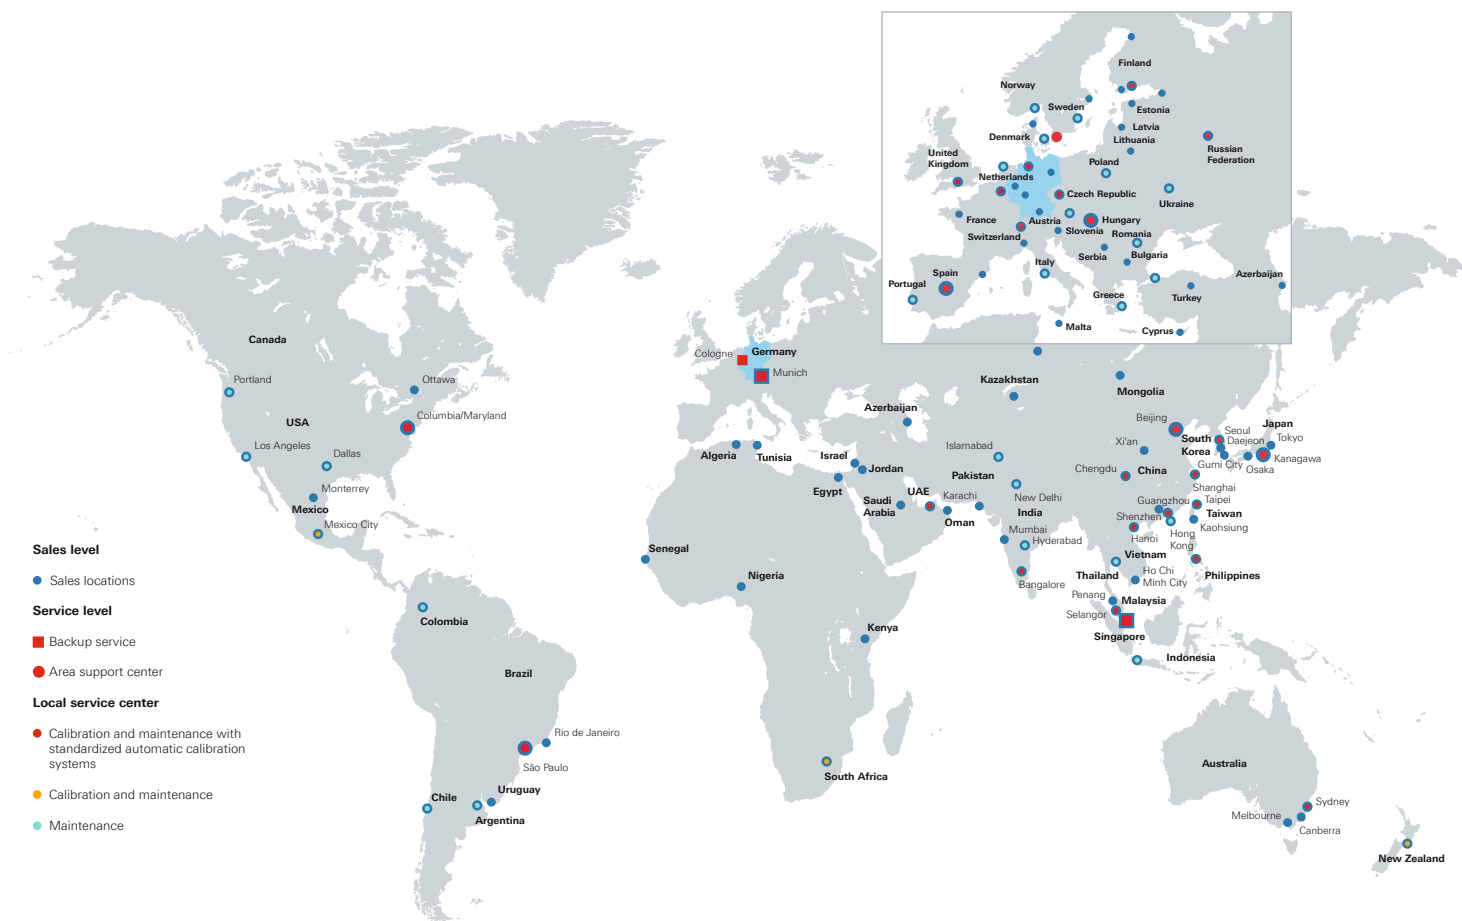 Finland
Norway
Sweden
Estonia
Denmark
Latvia
Lithuania
Russian
Federation
United
Kingdom
Poland
Netherlands
Czech Republic
Ukraine
France
Austria
Hungary
Switzerland
Slovenia
Romania
Serbia
Bulgaria
Italy
Spain
Portugal
Azerbaijan
Greece
Turkey
Malta
Cyprus
Canada
Portland
Ottawa
Columbia/Maryland
USA
Los Angeles
Dallas
Monterrey
Mexico
Mexico City
Cologne
Germany
Munich
Kazakhstan
Mongolia
Azerbaijan
Beijing
Seoul
Japan
South
Korea
Daejeon
Tokyo
Xi'an
Islamabad
Algeria
Tunisia
Israel
Jordan
Gumi City
Osaka
Kanagawa
Chengdu
China
Pakistan
Egypt
Shanghai
Saudi
Arabia
UAE
Karachi
New Delhi
Guangzhou
Taipei
Oman
India
Shenzhen
Taiwan
Kaohsiung
Mumbai
Hyderabad
Hanoi
Hong
Kong
Senegal
Vietnam
Nigeria
Bangalore
Thailand
Ho Chi
Minh City
Philippines
Penang
Malaysia
Selangor
Singapore
Colombia
Kenya
Indonesia
Brazil
Rio de Janeiro
São Paulo
South Africa
Australia
Uruguay
Chile
Argentina
Sydney
Melbourne
Canberra
New Zealand
Sales level
Sales locations
Service level
Backup service
Area support center
Local service center
Calibration and maintenance with
standardized automatic calibration
systems
Calibration and maintenance
Maintenance